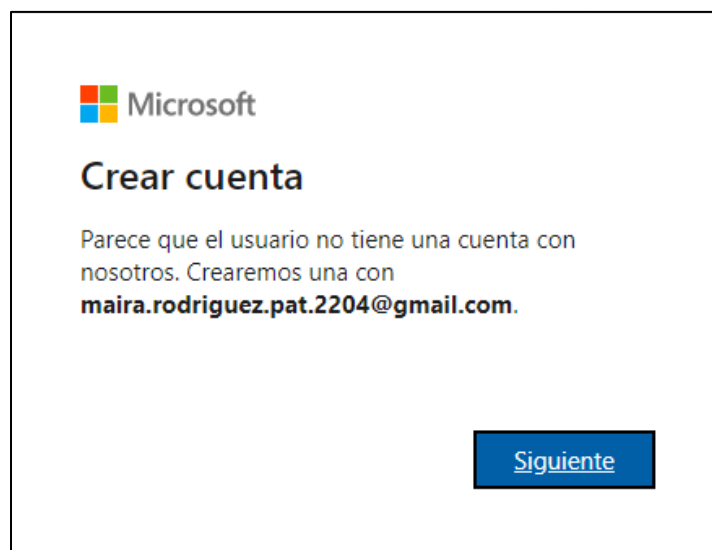 Microsoft
Crear cuenta
Parece que el usuario no tiene una cuenta con
nosotros. Crearemos una con
maira.rodriguez.pat.2204@gmail.com.
Siguiente